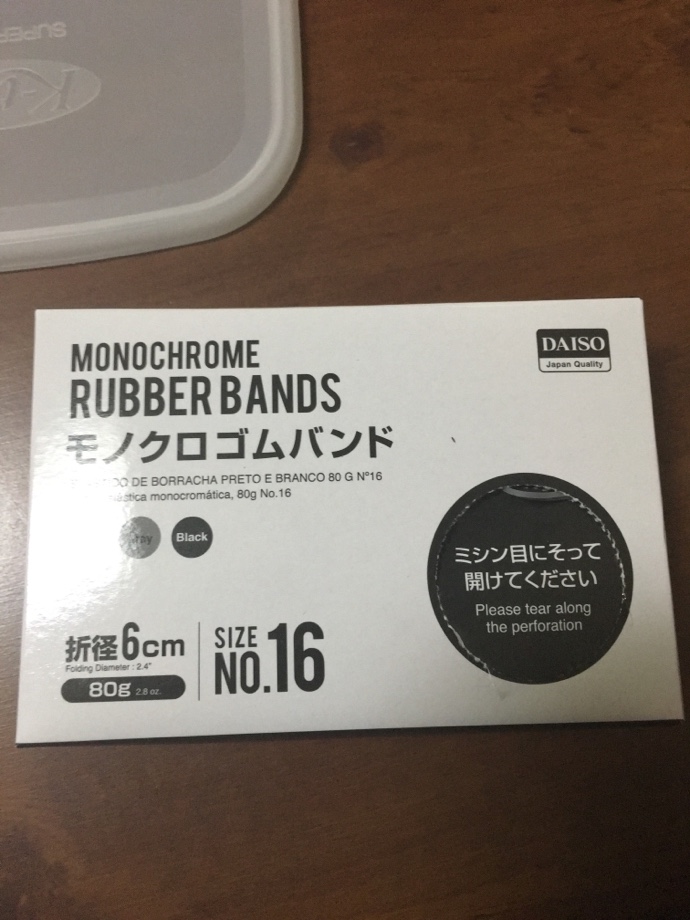 SUPER
K-
MONOCHROME
RUBBER BANDS
DAISO
Japan Quality
モノクロ ゴムバンド
DE BORRACHA PRETO E BRANCO 80 G Nº16
monocromática, 80g No.16
Black
ミシン目にそって
開けてください
Please tear along
the perforation
折径6cm
Folding Diameter : 2.4"
80g 2.8 oz.
SIZE
NO.16